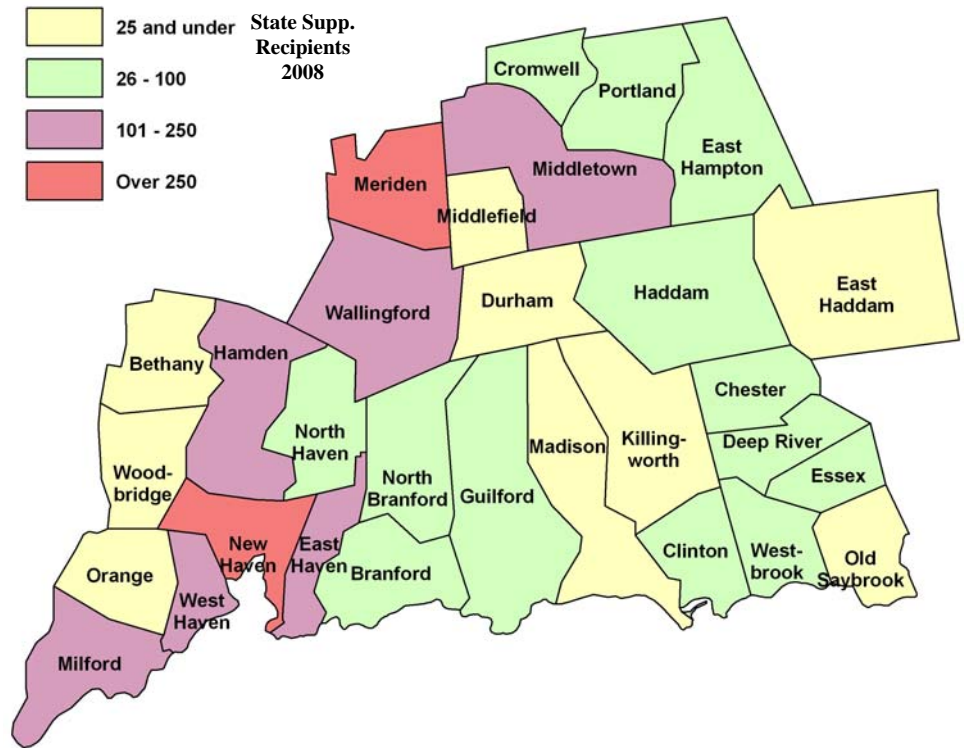 25 and under
26 - 100
101 - 250
Over 250
State Supp.
Recipients
2008
Cromwell
Portland
East
Hampton
Middletown
Meriden
Middlefield
East
Haddam
Haddam
Durham
Wallingford
Hamden
Bethany
Chester
North
Haven
Deep River
Madison
Killing-
worth
Essex
Wood-
bridge
North
Branford
Guilford
New
Haven
East
Haven
Clinton
West-
brook
Old
Saybrook
Orange
Branford
West
Haven
Milford